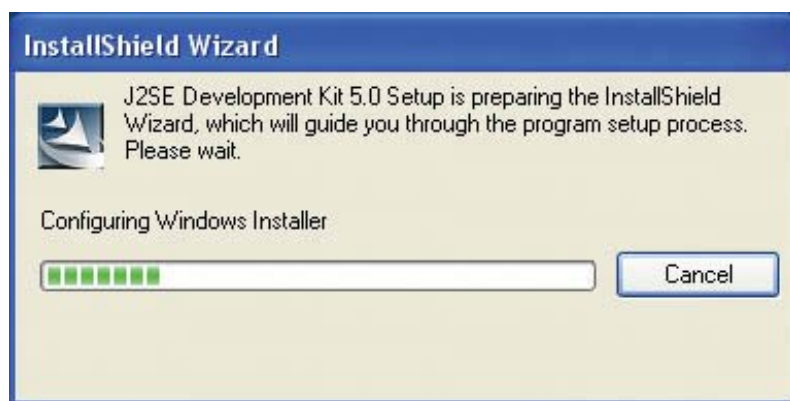 InstallShield Wizard
J2SE Development Kit 5.0 Setup is preparing the InstallShield
Wizard, which will guide you through the program setup process.
Please wait.
Configuring Windows Installer
Cancel